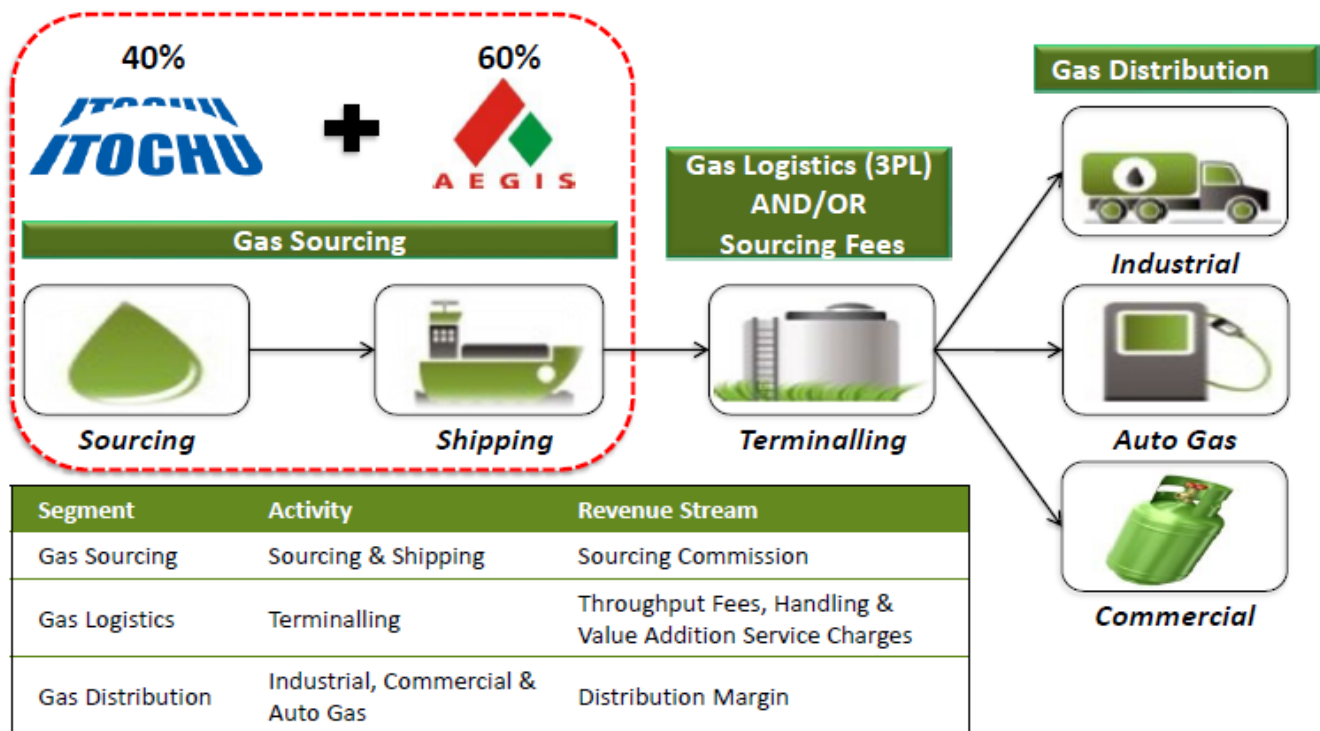 40%
60%
ITOCHU
ITOCHU
AEGIS
Gas Sourcing
Sourcing
Shipping
Gas Logistics (3PL)
AND/OR
Sourcing Fees
Terminalling
Gas Distribution
Industrial
Auto Gas
Commercial
Segment Activity Revenue Stream
Gas Sourcing Sourcing & Shipping Sourcing Commission
Gas Logistics Terminalling Throughput Fees, Handling &
Value Addition Service Charges
Gas Distribution Industrial, Commercial &
Auto Gas Distribution Margin